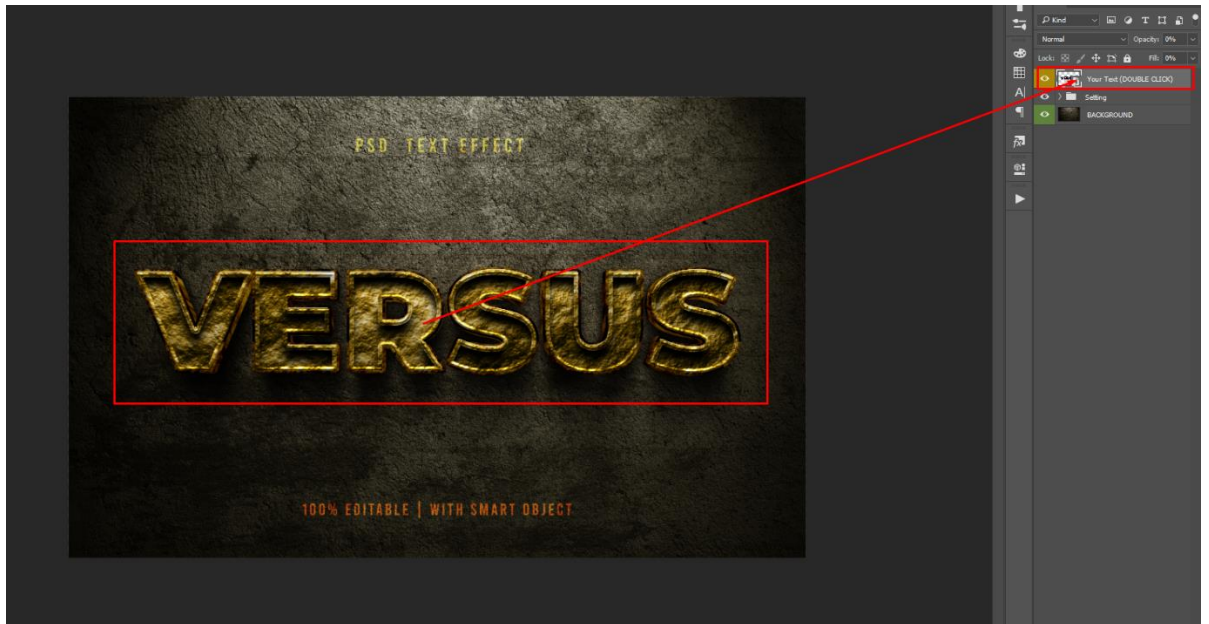 Kind
Normal Opacity: 0%
Lock: Fill: 0%
Your Text (DOUBLE CLICK)
Setting
BACKGROUND
PSD TEXT EFFECT
VERSUS
100% EDITABLE | WITH SMART OBJECT